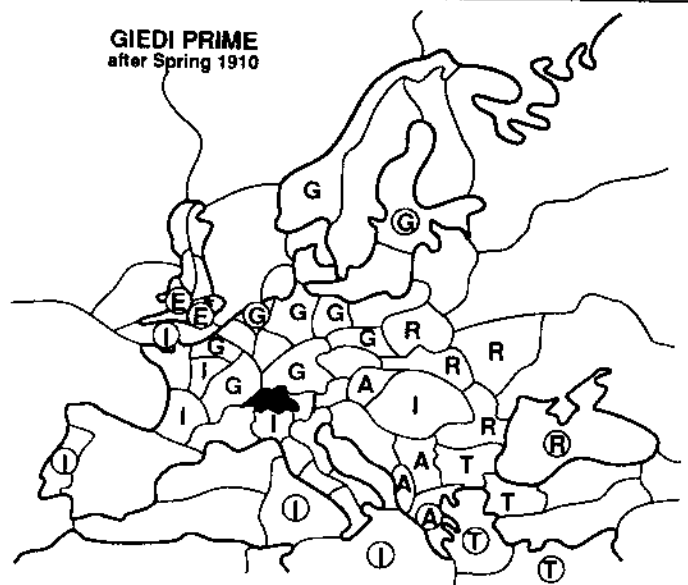 GIEDI PRIME
after Spring 1910
G
G
E
E G G G
I G G R
I G G R R
I I A I
R R
I A T
A T
I A T
I T